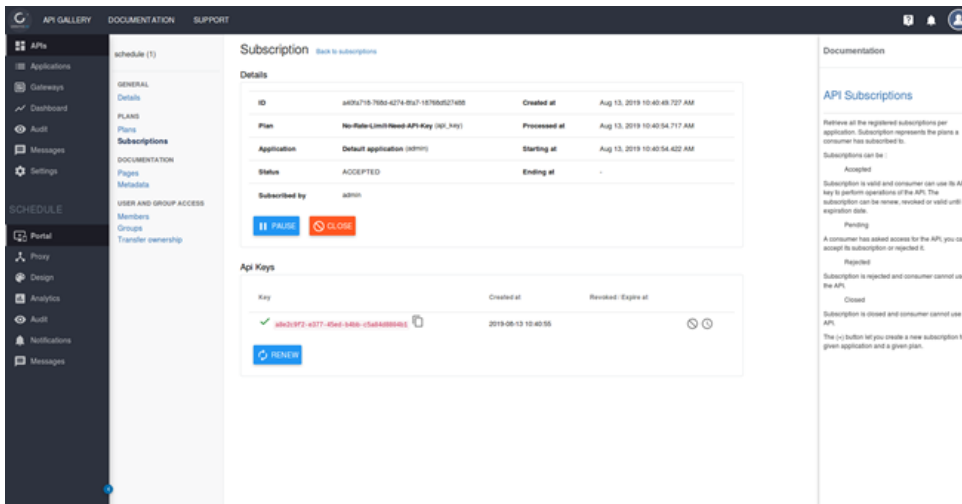 API GALLERY DOCUMENTATION SUPPORT
APIs
Applications
Gateways
Dashboard
Audit
Messages
Settings
SCHEDULE
Portal
Proxy
Design
Analytics
Audit
Notifications
Messages
schedule (1)
GENERAL
Details
PLANS
Plans
Subscriptions
DOCUMENTATION
Pages
Metadata
USER AND GROUP ACCESS
Members
Groups
Transfer ownership
Subscription Back to subscriptions
Details
ID Created at Aug 13, 2019 10:40:49.727 AM
Plan No-Rate-Limit-Need-API-Key (api_key) Processed at Aug 13, 2019 10:40:54.717 AM
Application Default application (admin) Starting at Aug 13, 2019 10:40:54.422 AM
Status ACCEPTED Ending at -
Subscribed by admin
PAUSE CLOSE
Api Keys
Key Created at Revoked / Expire at
2019-08-13 10:40:55
RENEW
Documentation
API Subscriptions
Retrieve all the registered subscriptions per
application. Subscription represents the plans a
consumer has subscribed to.
Subscriptions can be :
Accepted
Subscription is valid and consumer can use its
key to perform operations of the API. The
subscription can be renew, revoked or valid until
expiration date.
Pending
A consumer has asked access for the API, you
accept its subscription or rejected it.
Rejected
Subscription is rejected and consumer cannot
the API.
Closed
Subscription is closed and consumer cannot use
API.
The (+) button let you create a new subscription
given application and a given plan.